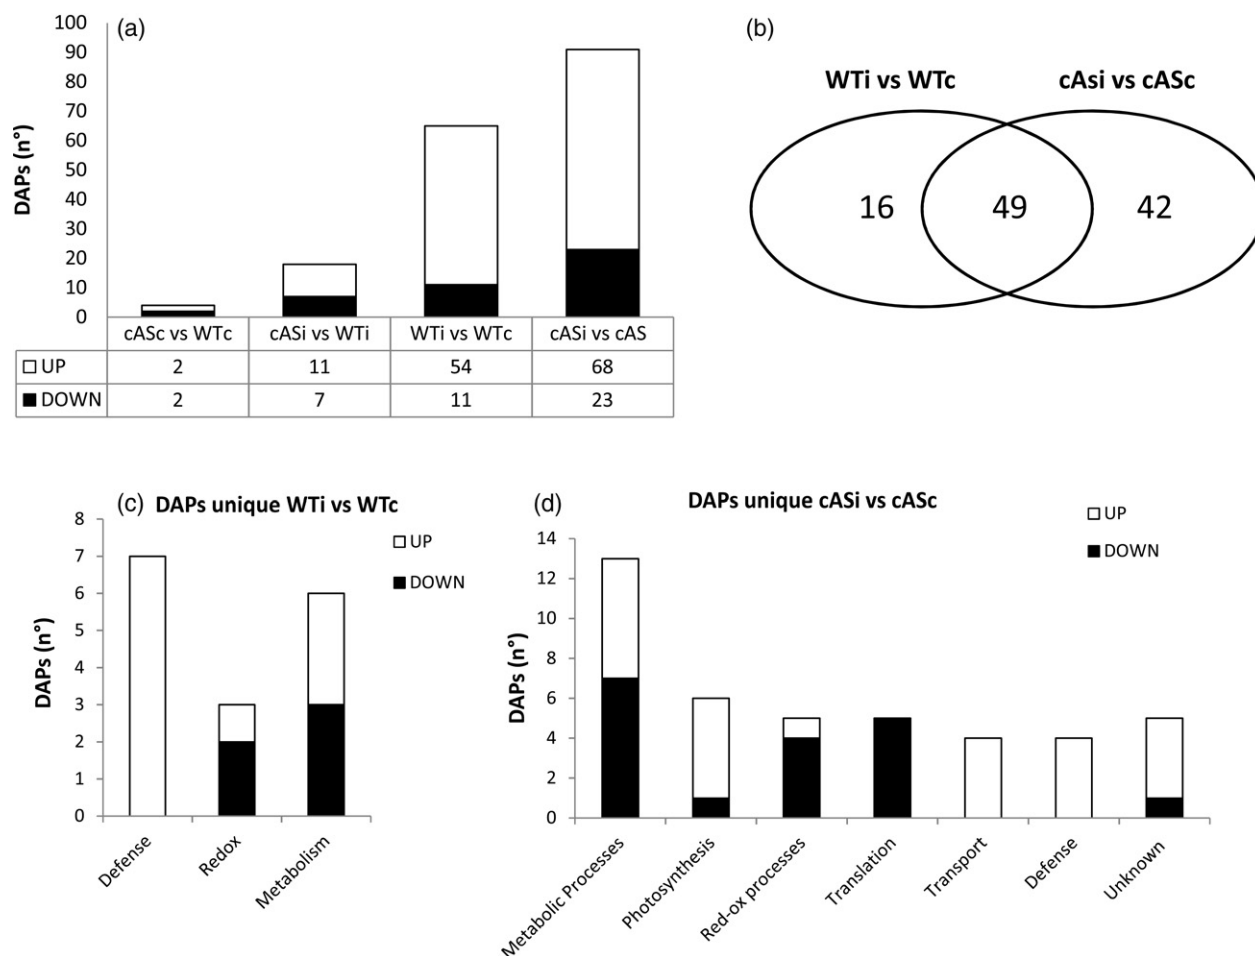 (a)
100
90
80
70
60
50
40
30
20
10
0
DAPs (n°)
cASc vs WTc cASi vs WTi WTi vs WTc cASi vs cAS
UP 2 11 54 68
DOWN 2 7 11 23
(b)
WTi vs WTc cAsi vs cASc
16 49 42
(c) DAPs unique WTi vs WTc
UP
DOWN
8
7
6
5
4
3
2
1
0
DAPs (n°)
Defense
Redox
Metabolism
(d) DAPs unique cASi vs cASc
UP
DOWN
14
12
10
8
6
4
2
0
DAPs (n°)
Metabolic Processes
Photosynthesis
Red-ox processes
Translation
Transport
Defense
Unknown